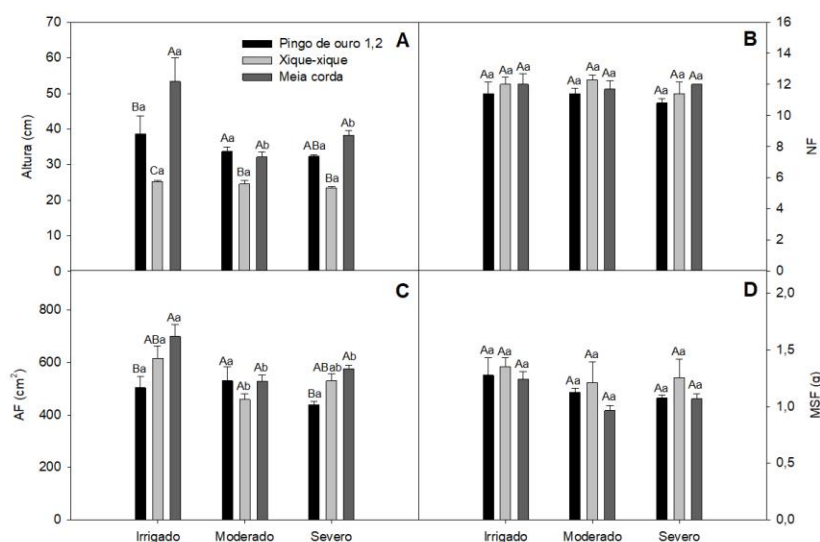 70
60
50
40
30
20
10
0
Altura (cm)
A
Pingo de ouro 1,2
Xique-xique
Meia corda
Ba
Ca
Aa
Aa
Ba
Ab
ABa
Ba
Ab
B
16
14
12
10
8
6
4
2
0
NF
Aa Aa Aa
Aa Aa Aa
Aa Aa Aa
C
800
600
400
200
0
AF (cm²)
Ba
ABa
Aa
Aa
Ab
Ab
Ba
ABab
Ab
Irrigado Moderado Severo
D
2,0
1,5
1,0
0,5
0,0
MSF (g)
Aa Aa Aa
Aa Aa Aa
Aa Aa Aa
Irrigado Moderado Severo